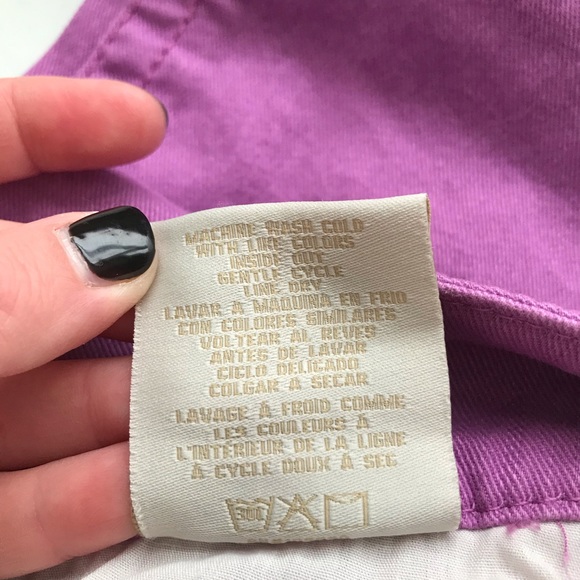 MACHINE WASH COLD
WITH LIKE COLORS
INSIDE OUT
GENTLE CYCLE
LINE DRY
LAVAR A MAQUINA EN FRIO
CON COLORES SIMILARES
VOLTEAR AL REVES
ANTES DE LAVAR
CICLO DELICADO
COLGAR A SECAR
LAVAGE A FROID COMME
LES COULEURS A
L'INTERIEUR DE LA LIGNE
A CYCLE DOUX A SEC
30C